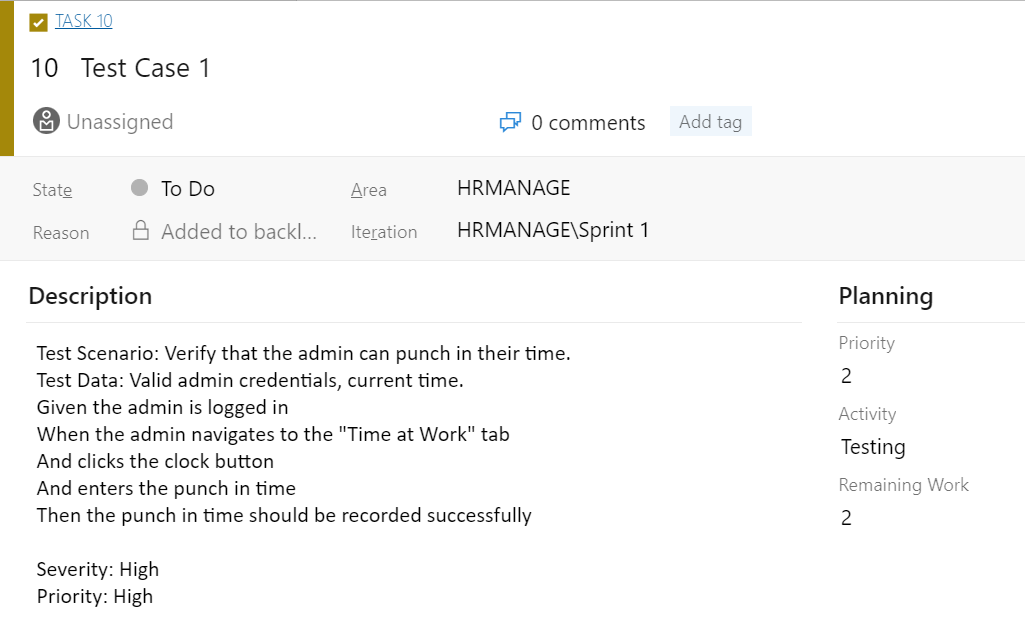 TASK 10
10 Test Case 1
Unassigned
0 comments
Add tag
State
To Do
Area
HRMANAGE
Reason
Added to backl...
Iteration
HRMANAGE\Sprint 1
Description
Test Scenario: Verify that the admin can punch in their time.
Test Data: Valid admin credentials, current time.
Given the admin is logged in
When the admin navigates to the "Time at Work" tab
And clicks the clock button
And enters the punch in time
Then the punch in time should be recorded successfully
Severity: High
Priority: High
Planning
Priority
2
Activity
Testing
Remaining Work
2